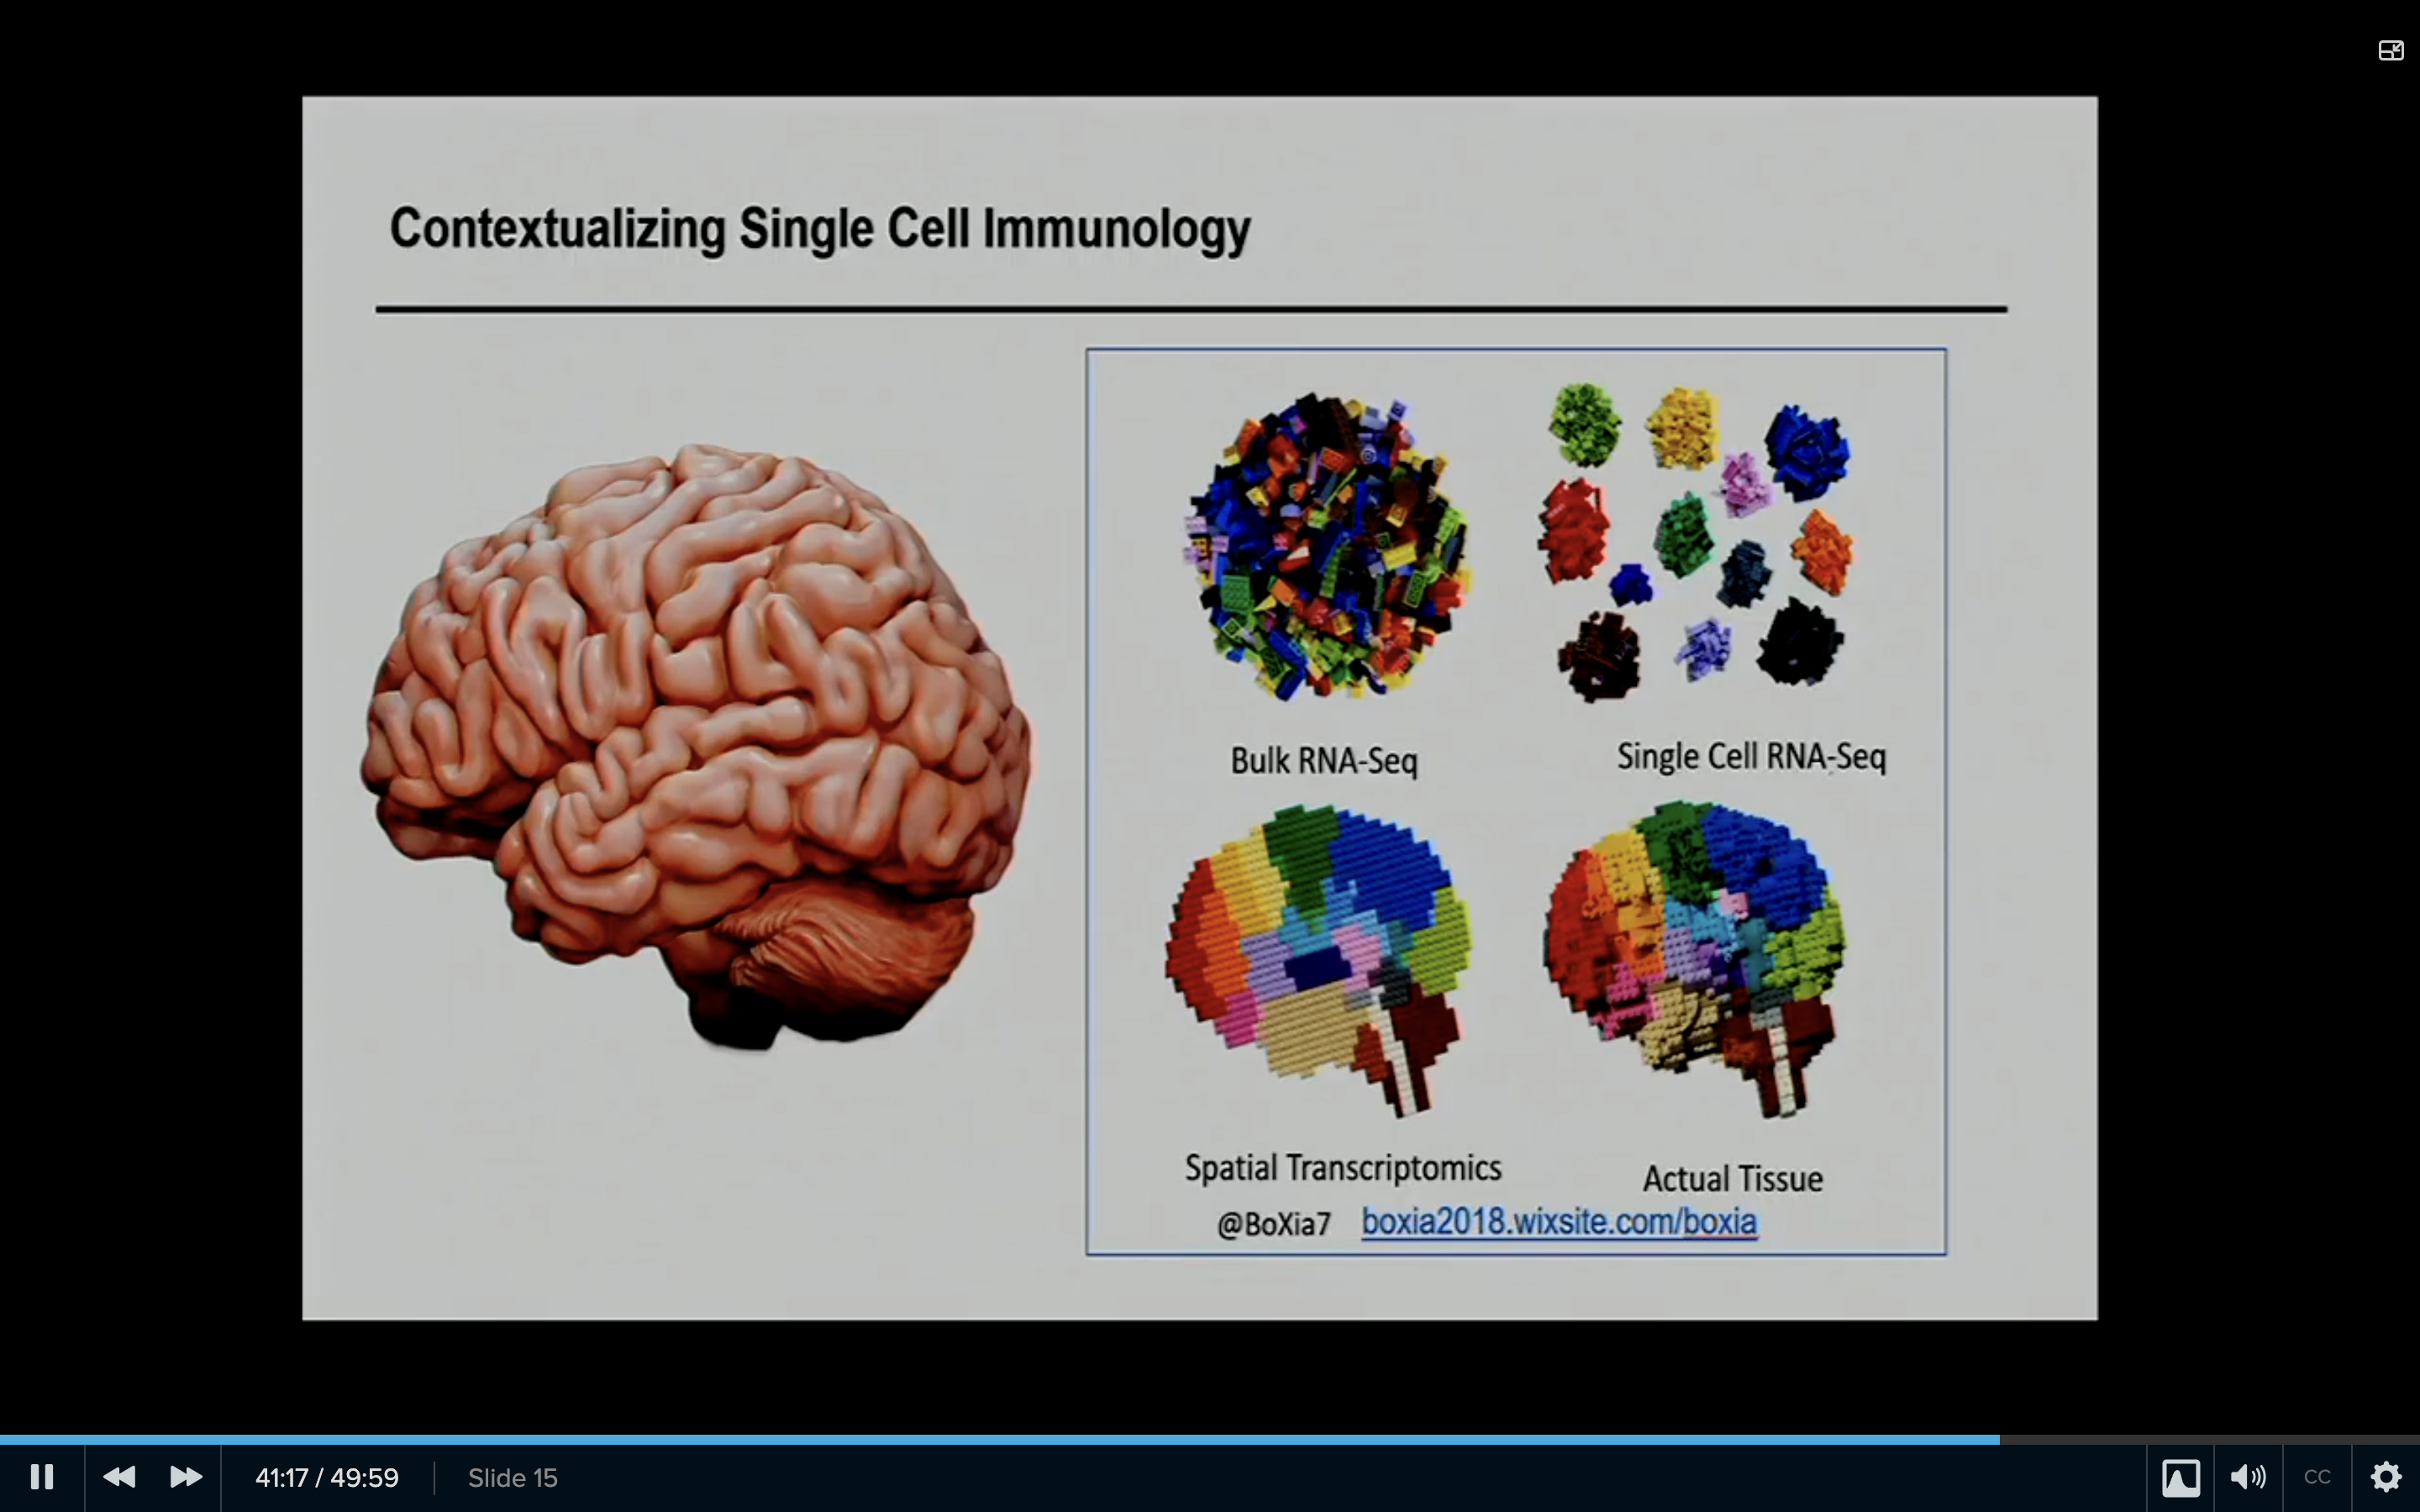 Contextualizing Single Cell Immunology
Bulk RNA-Seq
Single Cell RNA-Seq
Spatial Transcriptomics
Actual Tissue
@BoXia7 boxia2018.wixsite.com/boxia
41:17 / 49:59
Slide 15
CC